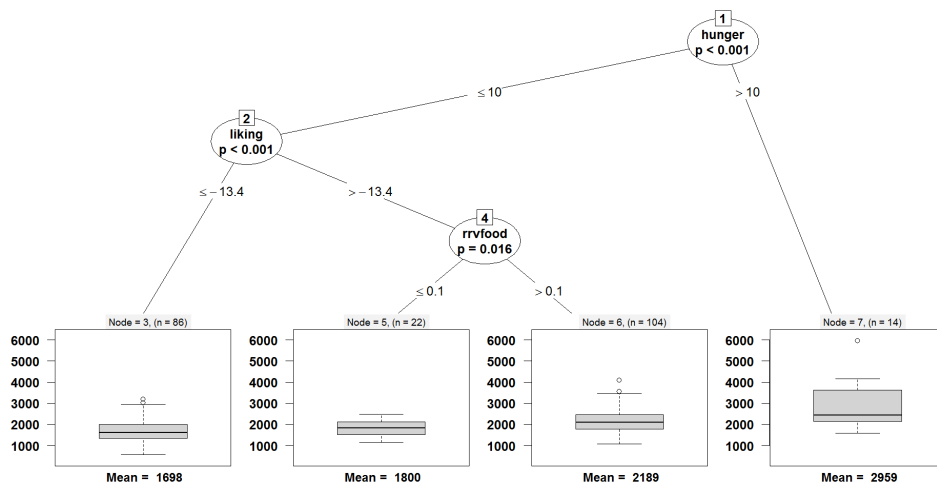 1
hunger
p < 0.001
≤ 10
> 10
2
liking
p < 0.001
≤ −13.4
> −13.4
4
rrvfood
p = 0.016
≤ 0.1
> 0.1
Node = 3, (n = 86)
6000
5000
4000
3000
2000
1000
Mean = 1698
Node = 5, (n = 22)
6000
5000
4000
3000
2000
1000
Mean = 1800
Node = 6, (n = 104)
6000
5000
4000
3000
2000
1000
Mean = 2189
Node = 7, (n = 14)
6000
5000
4000
3000
2000
1000
Mean = 2959